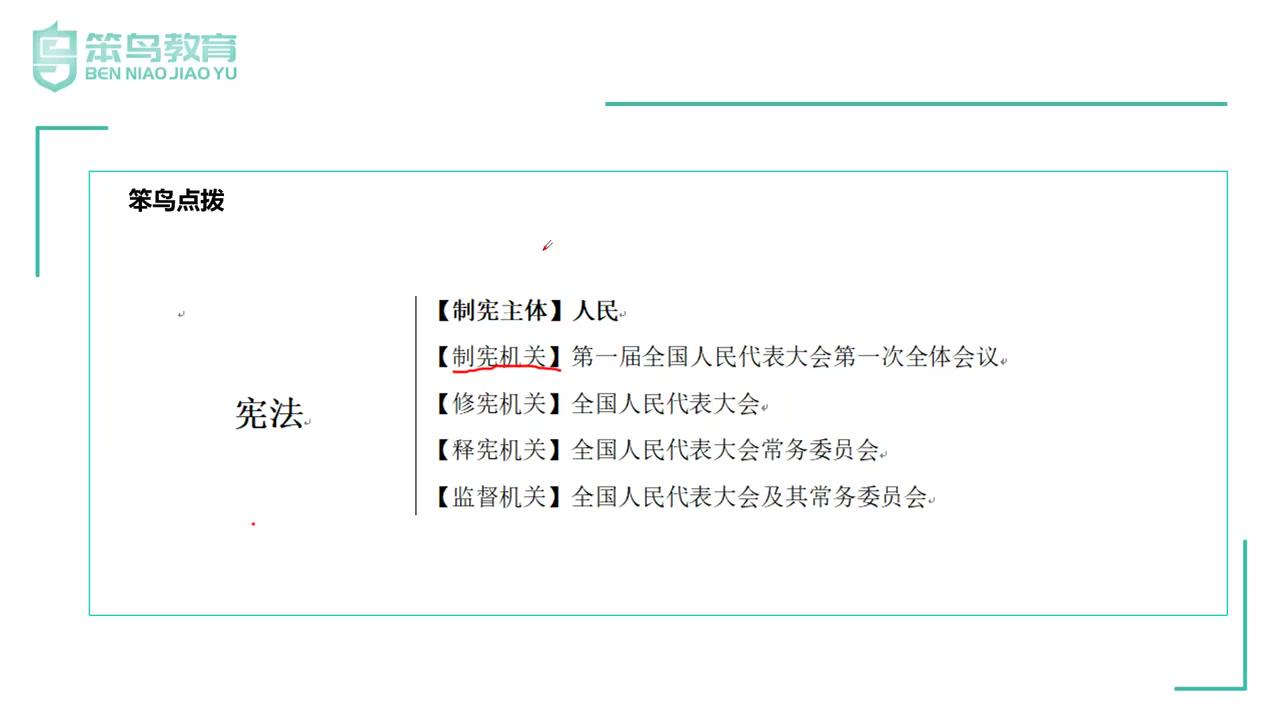 笨鸟教育
BEN NIAO JIAO YU
笨鸟点拨
【制宪主体】人民
【制宪机关】第一届全国人民代表大会第一次全体会议
宪法
【修宪机关】全国人民代表大会
【释宪机关】全国人民代表大会常务委员会
【监督机关】全国人民代表大会及其常务委员会